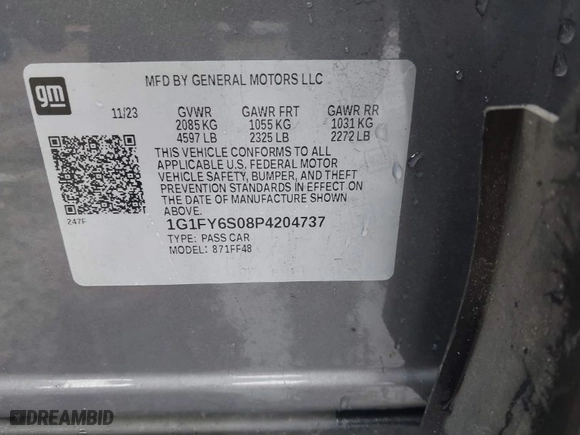 gm
MFD BY GENERAL MOTORS LLC
11/23 GVWR GAWR FRT GAWR RR
2085 KG 1055 KG 1031 KG
4597 LB 2325 LB 2272 LB
THIS VEHICLE CONFORMS TO ALL
APPLICABLE U.S. FEDERAL MOTOR
VEHICLE SAFETY, BUMPER, AND THEFT
PREVENTION STANDARDS IN EFFECT ON
THE DATE OF MANUFACTURE SHOWN
ABOVE.
247F
1G1FY6S08P4204737
TYPE: PASS CAR
MODEL: 871FF48
DREAMBID